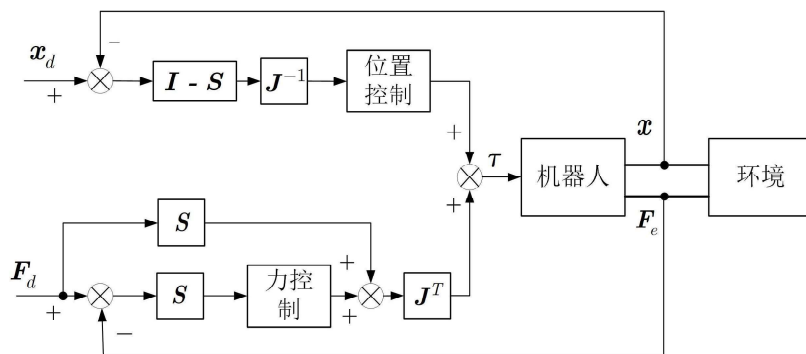 −
x_d
+
I - S
J^{-1}
位置
控制
+
τ
+
机器人
x
F_e
环境
S
F_d
+
−
S
力控
制
+
+
J^T